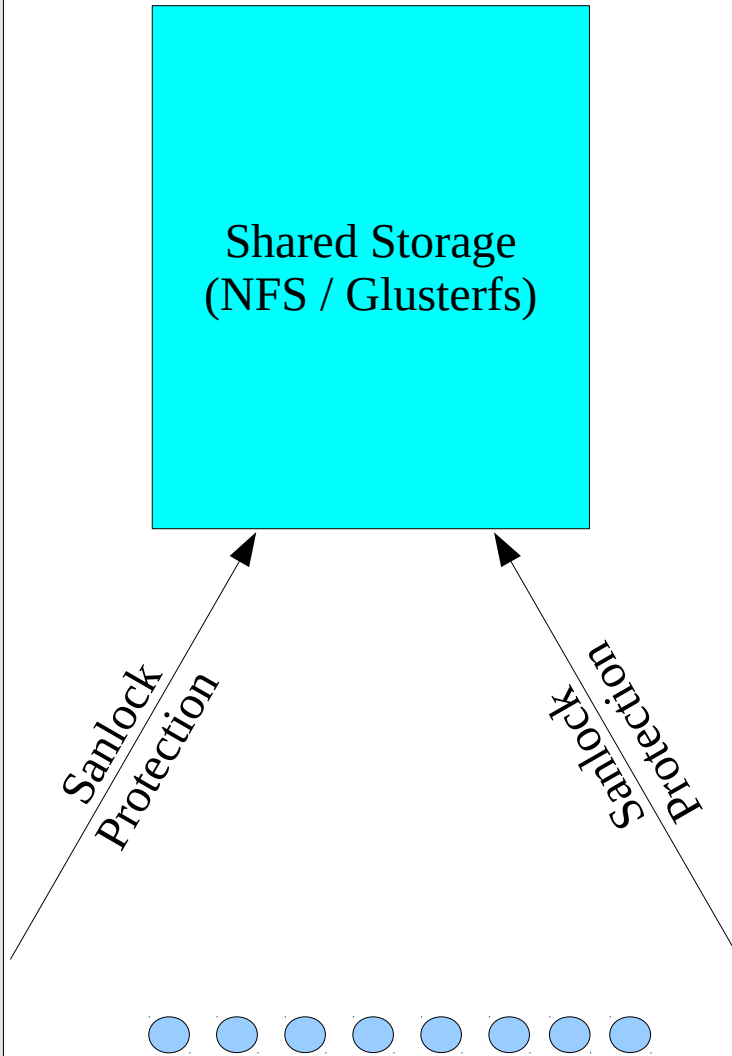 Shared Storage
(NFS / Glusterfs)
Sanlock
Protection
Sanlock
Protection